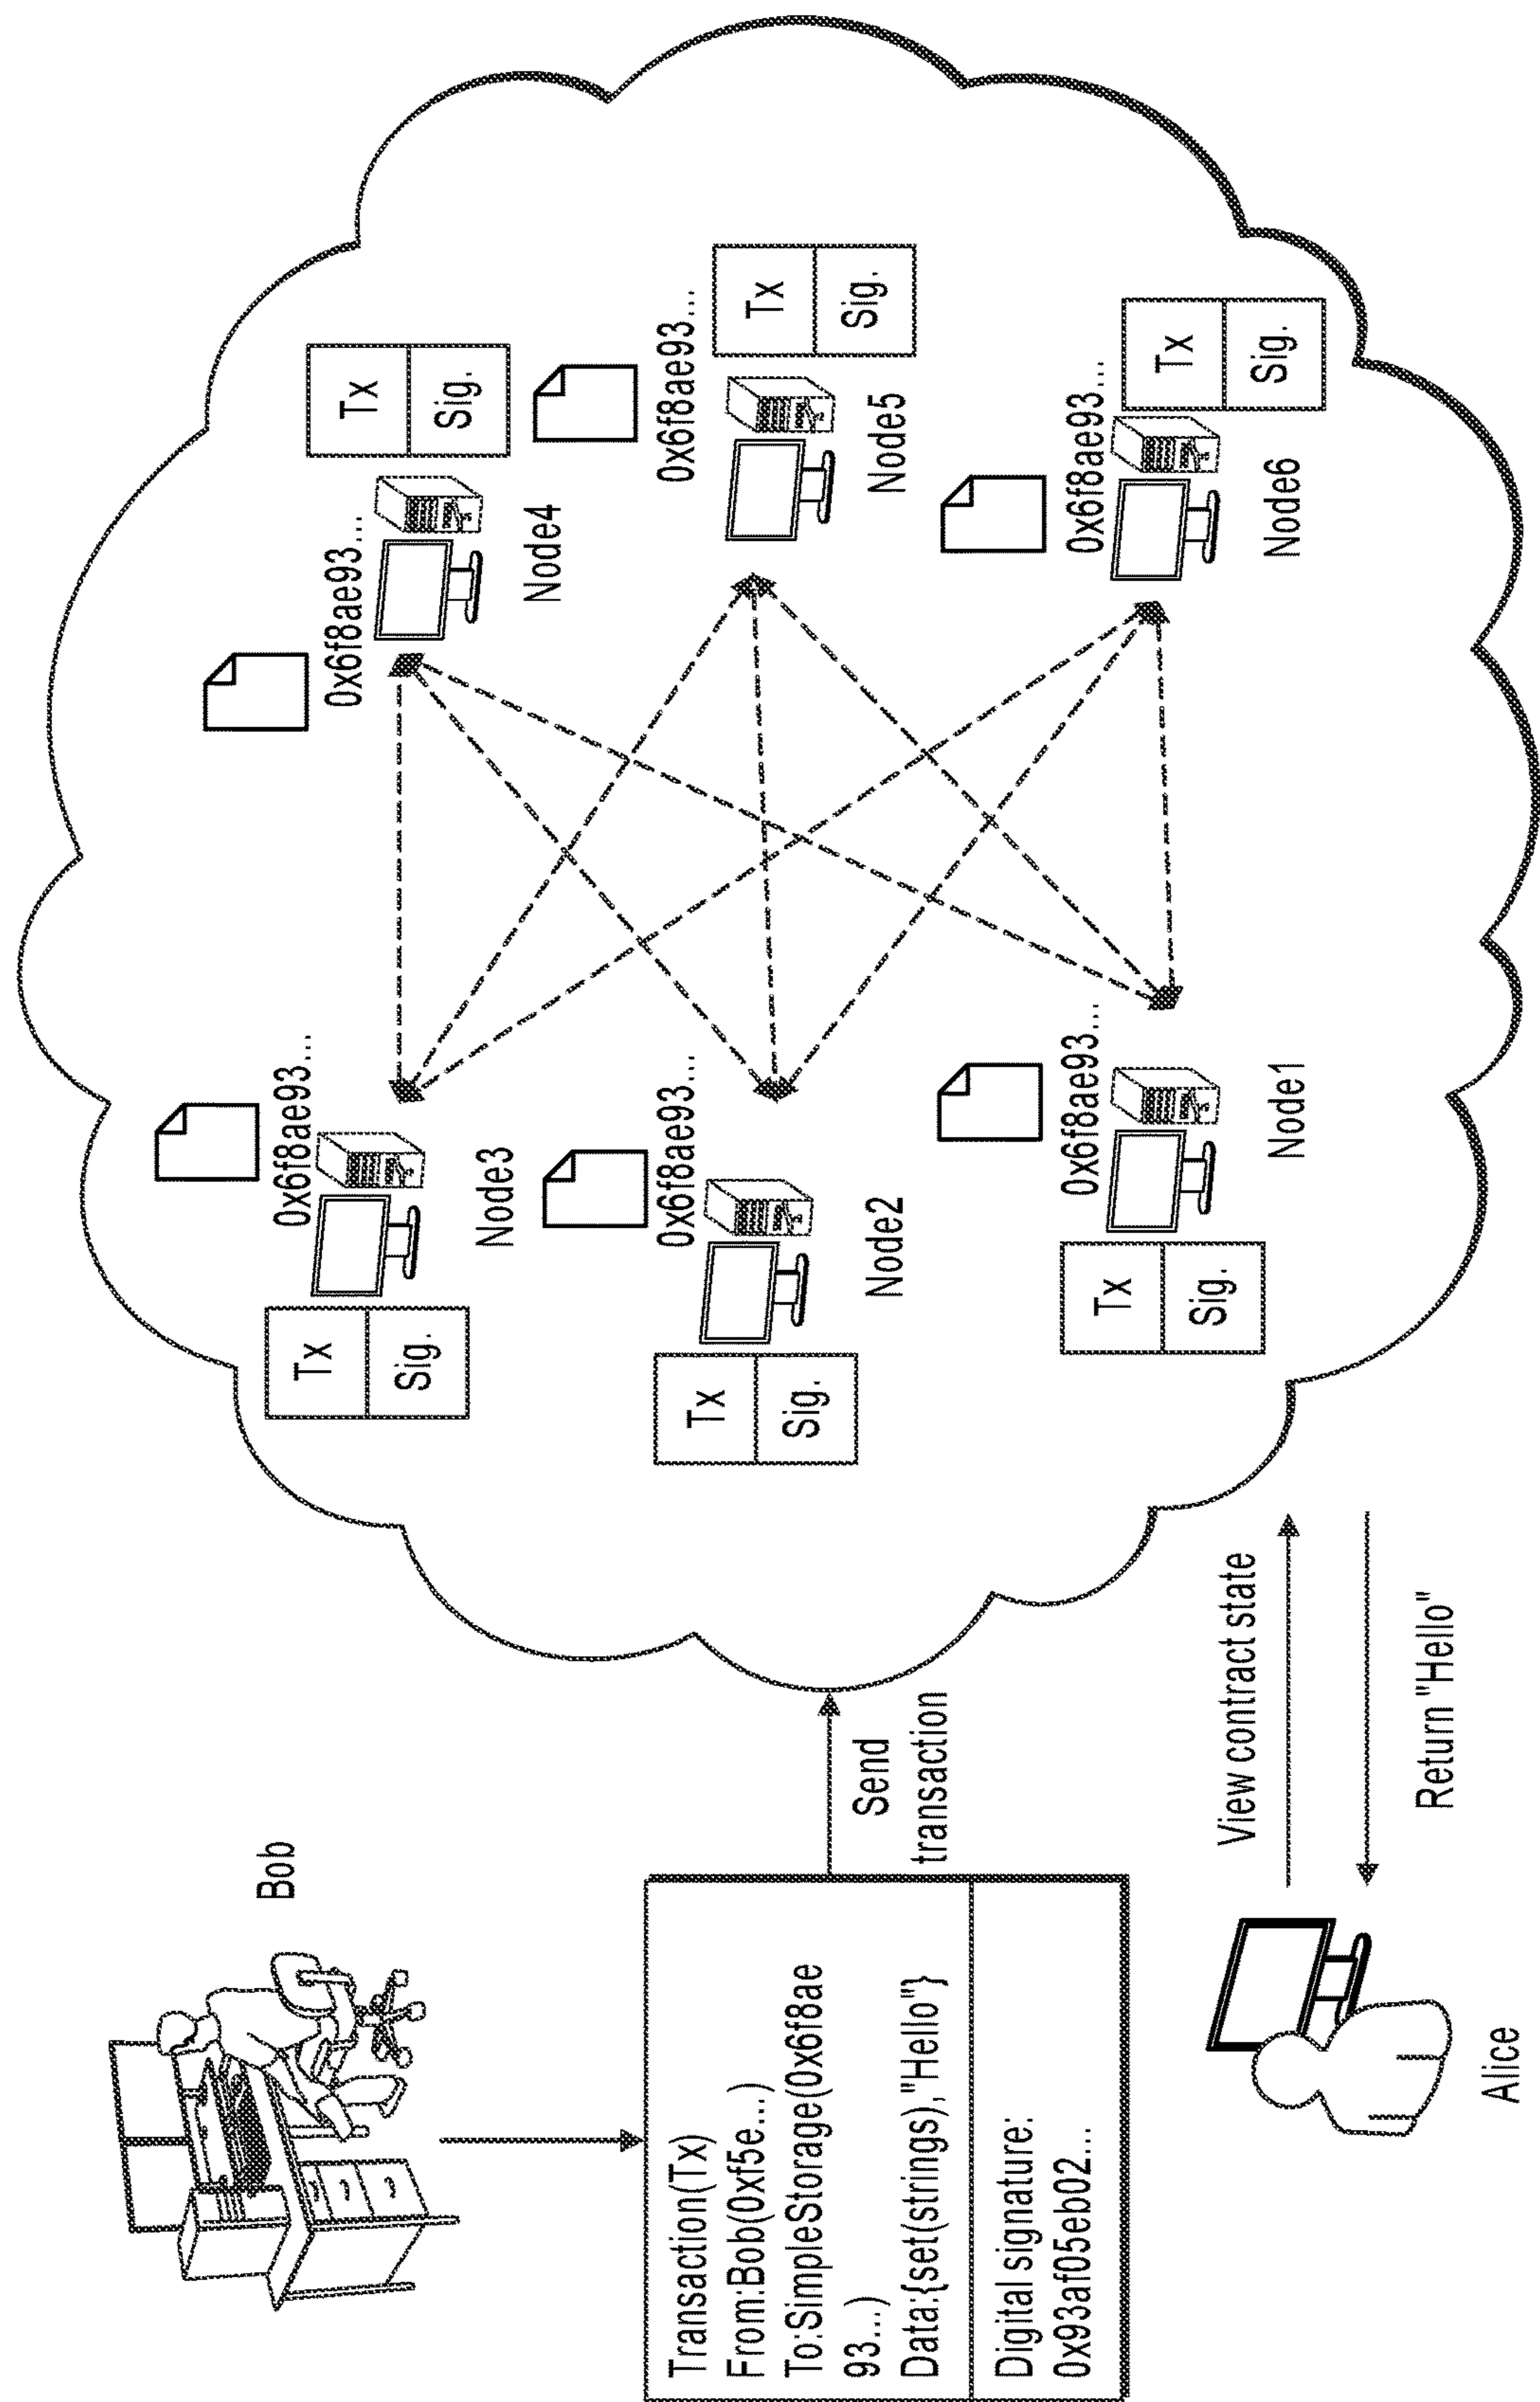 Bob
Transaction(Tx)
From:Bob(0xf5e...)
To:SimpleStorage(0x6f8ae
93...)
Data:{set(strings),"Hello"}
Digital signature:
0x93af05eb02...
Send
transaction
Alice
View contract state
Return "Hello"
0x6f8ae93...
Tx
Sig.
Node3
0x6f8ae93...
Tx
Sig.
Node2
0x6f8ae93...
Tx
Sig.
Node1
0x6f8ae93...
Tx
Sig.
Node4
0x6f8ae93...
Tx
Sig.
Node5
0x6f8ae93...
Tx
Sig.
Node6